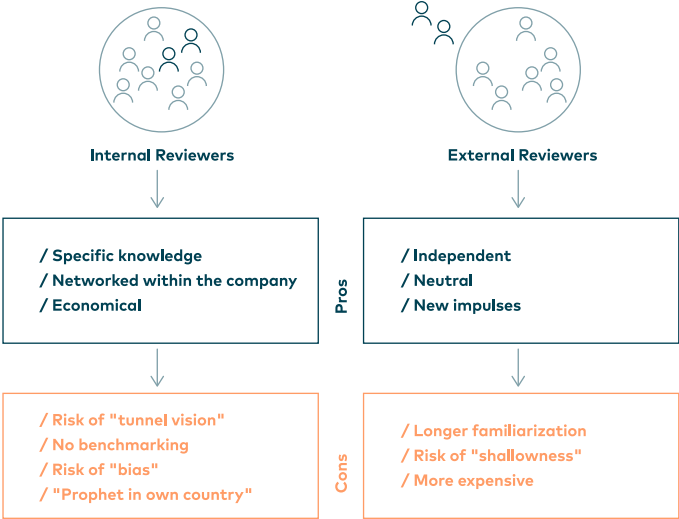 Internal Reviewers
External Reviewers
/ Specific knowledge
/ Networked within the company
/ Economical
Pros
/ Independent
/ Neutral
/ New impulses
/ Risk of "tunnel vision"
/ No benchmarking
/ Risk of "bias"
/ "Prophet in own country"
Cons
/ Longer familiarization
/ Risk of "shallowness"
/ More expensive